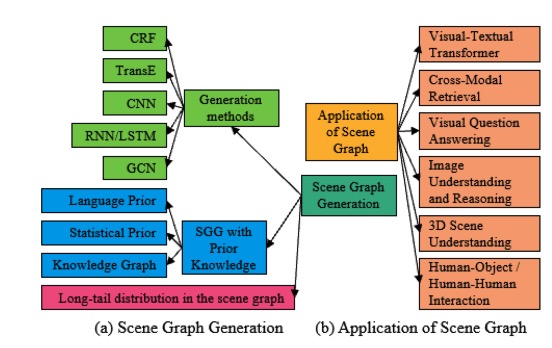 CRF
TransE
CNN
RNN/LSTM
GCN
Generation
methods
Language Prior
Statistical Prior
Knowledge Graph
SGG with
Prior
Knowledge
Long-tail distribution in the scene graph
Scene Graph
Generation
(a) Scene Graph Generation
Application
of Scene
Graph
Visual-Textual
Transformer
Cross-Modal
Retrieval
Visual Question
Answering
Image
Understanding
and Reasoning
3D Scene
Understanding
Human-Object /
Human-Human
Interaction
(b) Application of Scene Graph